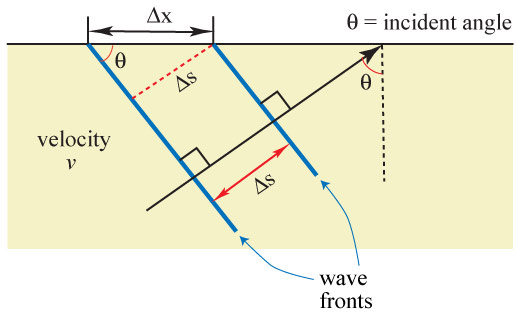 Δx
θ = incident angle
θ
Δs
θ
velocity
v
Δs
wave
fronts